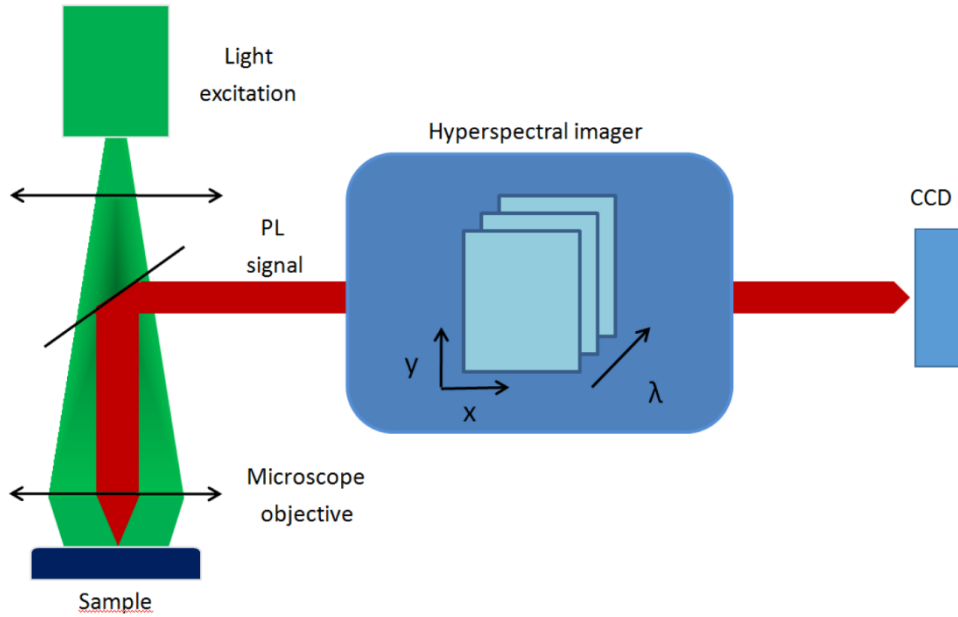 Light
excitation
Hyperspectral imager
CCD
PL
signal
y
x
λ
Microscope
objective
Sample